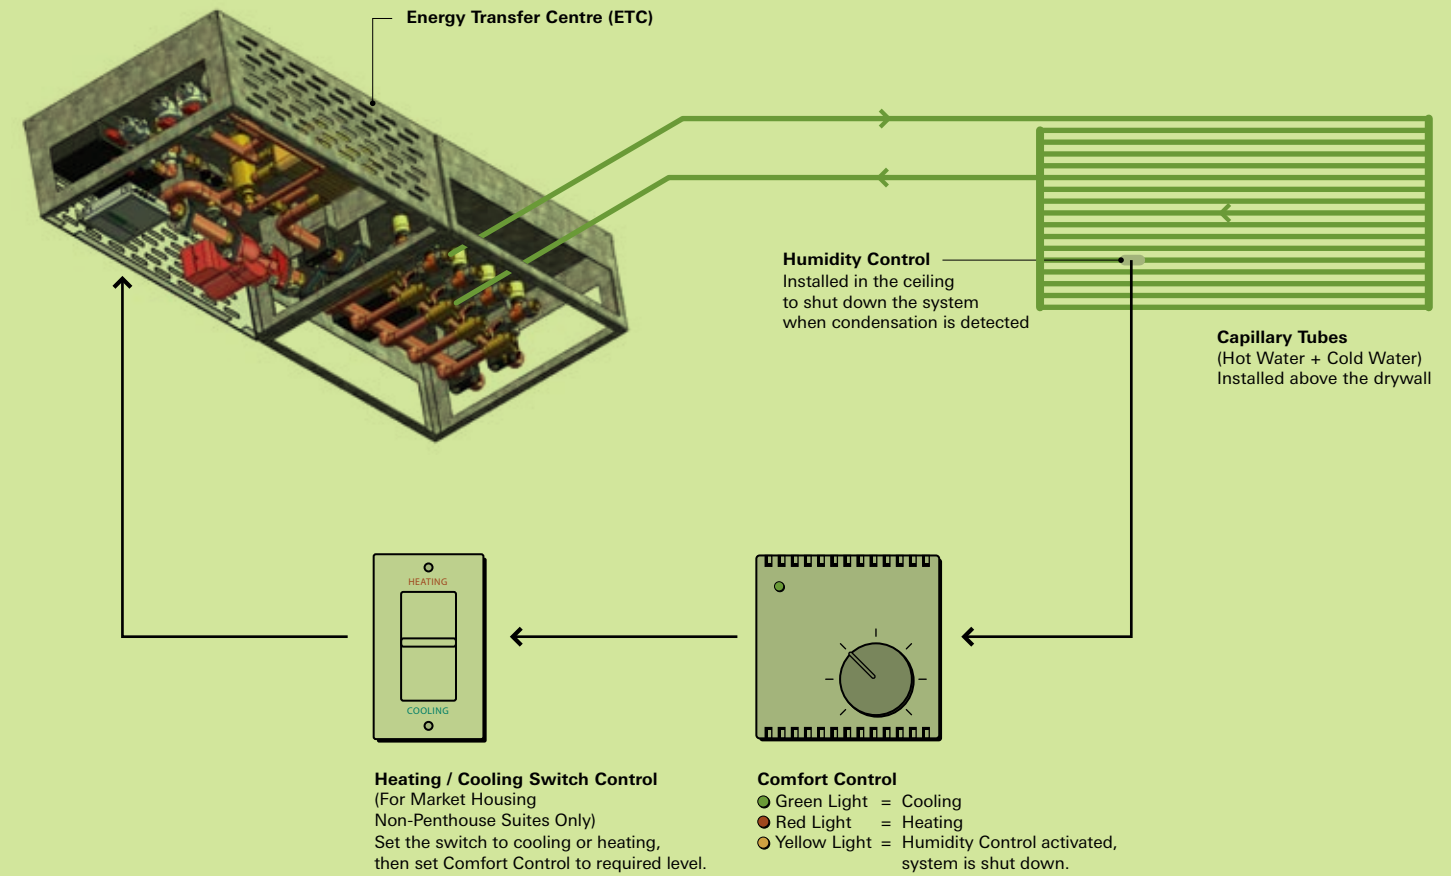 Energy Transfer Centre (ETC)
Humidity Control
Installed in the ceiling
to shut down the system
when condensation is detected
Capillary Tubes
(Hot Water + Cold Water)
Installed above the drywall
HEATING
COOLING
Heating / Cooling Switch Control
(For Market Housing
Non-Penthouse Suites Only)
Set the switch to cooling or heating,
then set Comfort Control to required level.
Comfort Control
Green Light = Cooling
Red Light = Heating
Yellow Light = Humidity Control activated,
system is shut down.